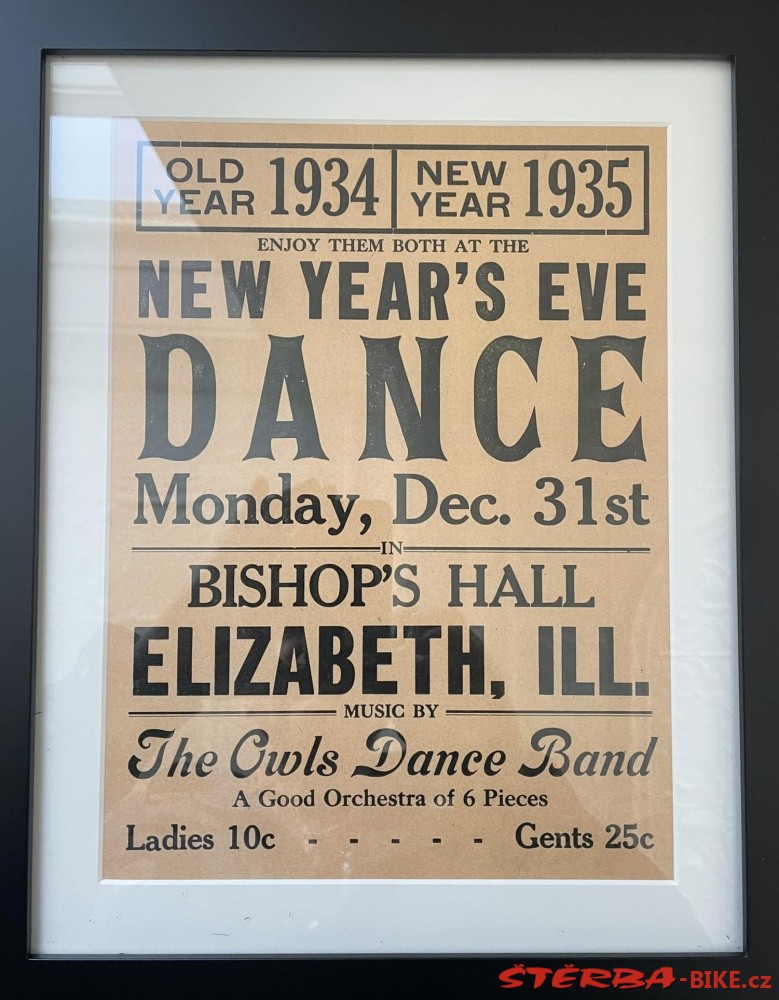 OLD YEAR 1934 NEW YEAR 1935
ENJOY THEM BOTH AT THE
NEW YEAR'S EVE
DANCE
Monday, Dec. 31st
IN
BISHOP'S HALL
ELIZABETH, ILL.
MUSIC BY
The Owls Dance Band
A Good Orchestra of 6 Pieces
Ladies 10c - - - - - Gents 25c
ŠTĚRBA-BIKE.cz